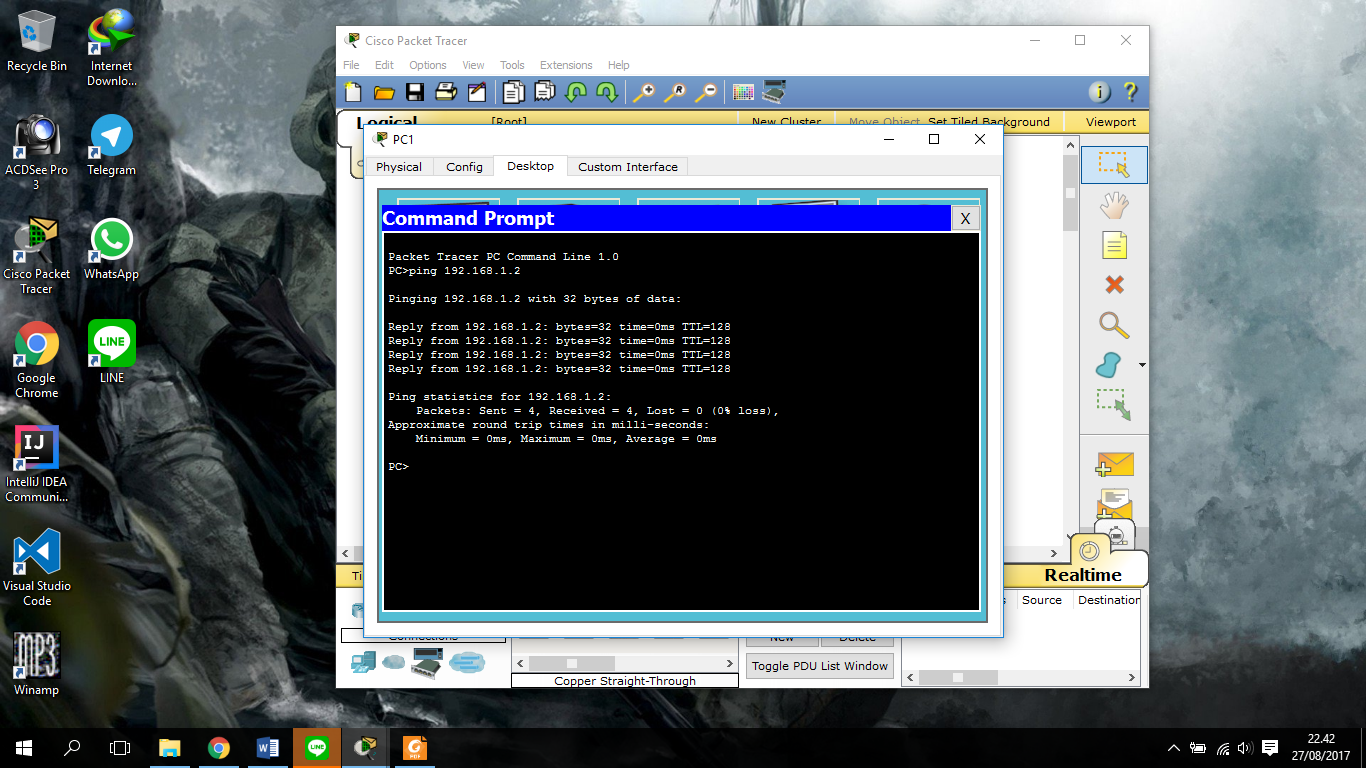 Recycle Bin
Internet
Downlo...
ACDSee Pro
3
Telegram
Cisco Packet
Tracer
WhatsApp
Google
Chrome
LINE
LINE
IJ
IntelliJ IDEA
Communi...
Visual Studio
Code
MP3
Winamp
Cisco Packet Tracer
File Edit Options View Tools Extensions Help
Logical [Root] New Cluster Move Object Set Tiled Background Viewport
PC1
Physical Config Desktop Custom Interface
Command Prompt X
Packet Tracer PC Command Line 1.0
PC>ping 192.168.1.2
Pinging 192.168.1.2 with 32 bytes of data:
Reply from 192.168.1.2: bytes=32 time=0ms TTL=128
Reply from 192.168.1.2: bytes=32 time=0ms TTL=128
Reply from 192.168.1.2: bytes=32 time=0ms TTL=128
Reply from 192.168.1.2: bytes=32 time=0ms TTL=128
Ping statistics for 192.168.1.2:
Packets: Sent = 4, Received = 4, Lost = 0 (0% loss),
Approximate round trip times in milli-seconds:
Minimum = 0ms, Maximum = 0ms, Average = 0ms
PC>
Realtime
Source Destination
Connections
New Delete
Toggle PDU List Window
Copper Straight-Through
LINE
PDF
22.42
27/08/2017